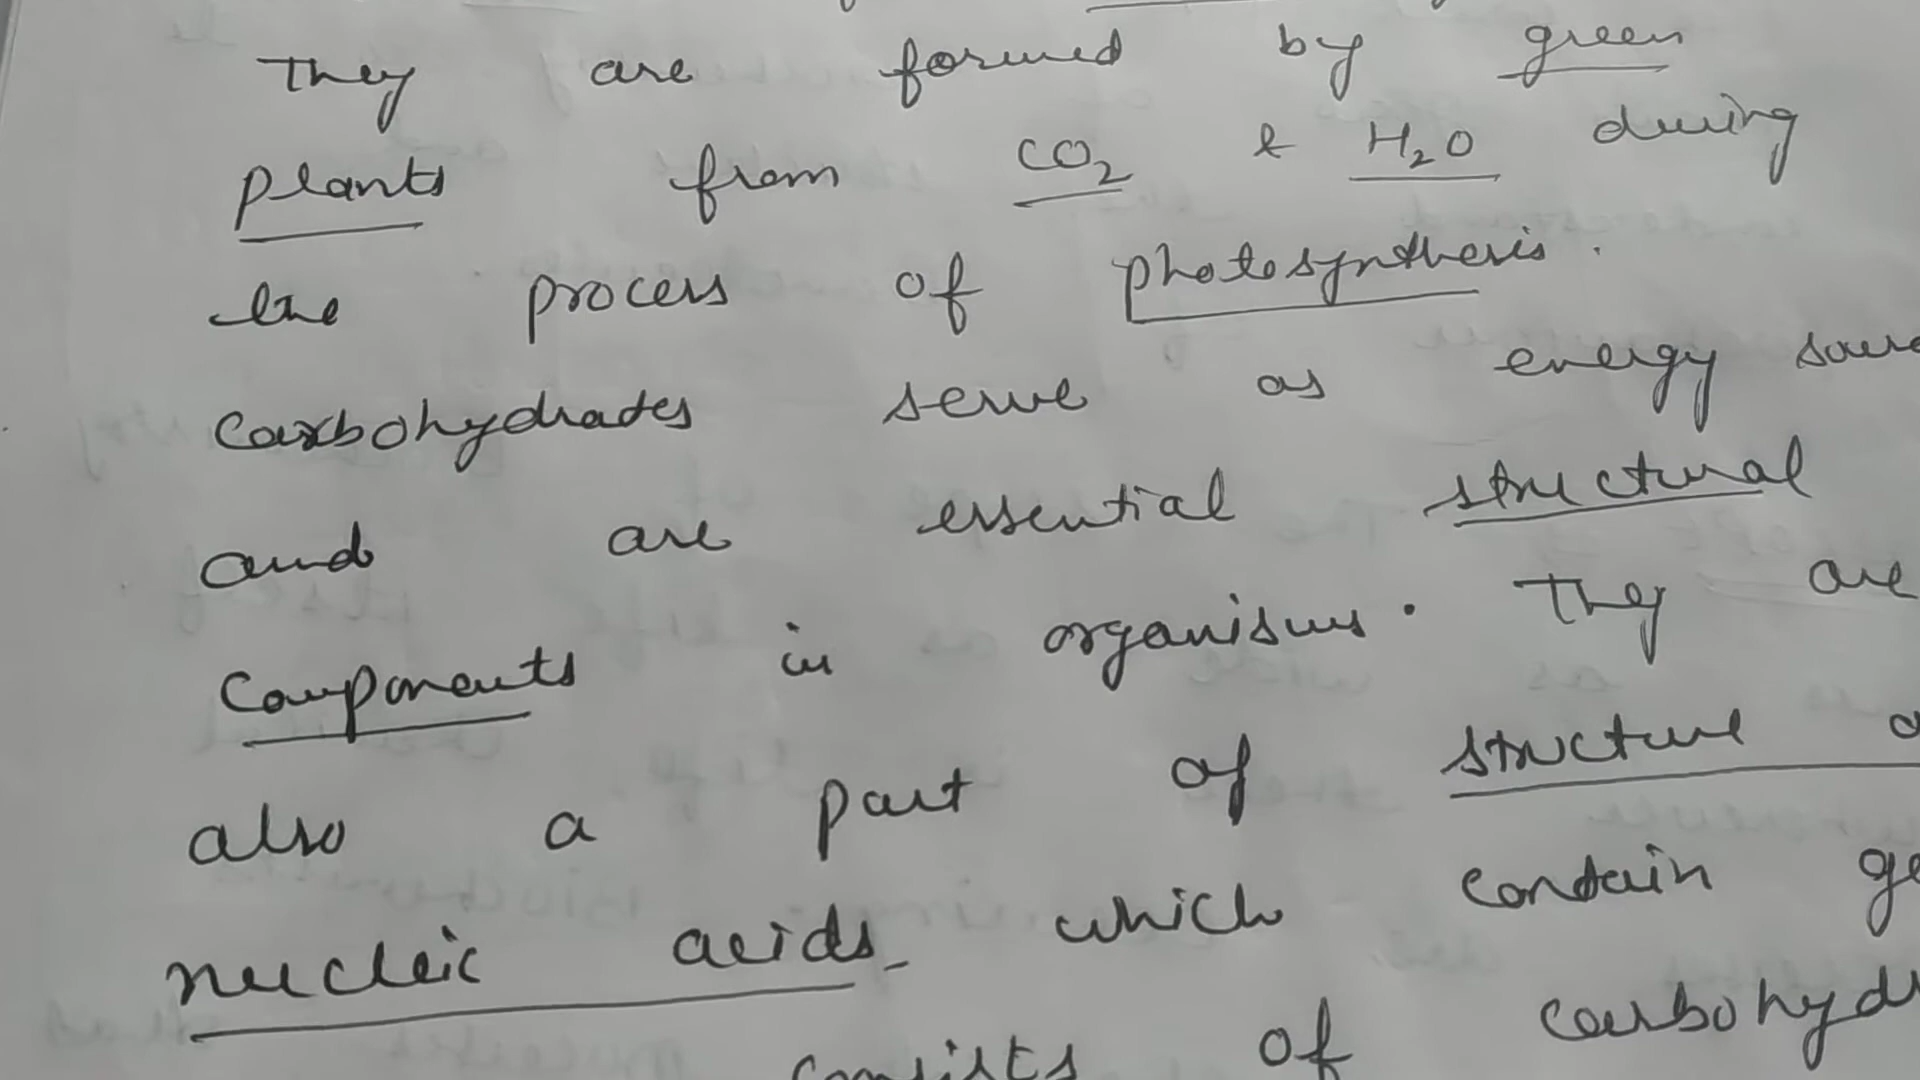 They are formed by green
plants from CO₂ & H₂O during
the process of photosynthesis.
Carbohydrates serve as energy
and are essential structural
Components in organisms. They are
also a part of structure
nucleic acids which contain
consists of